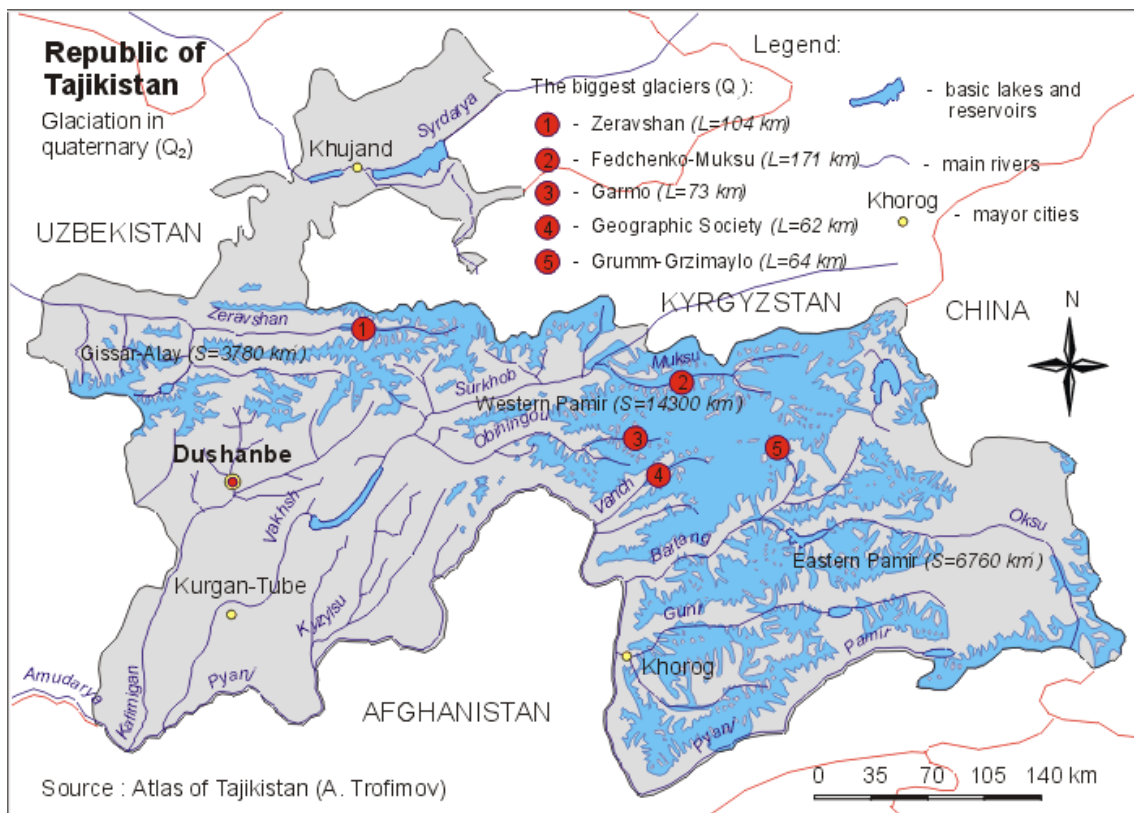 Republic of
Tajikistan
Glaciation in
quaternary (Q₂)
Legend:
The biggest glaciers (Q ):
1 - Zeravshan (L=104 km)
2 - Fedchenko-Muksu (L=171 km)
3 - Garmo (L=73 km)
4 - Geographic Society (L=62 km)
5 - Grumm-Grzimaylo (L=64 km)
- basic lakes and
reservoirs
- main rivers
Khorog
- mayor cities
Syrdarya
Khujand
UZBEKISTAN
KYRGYZSTAN
CHINA
N
Zeravshan
1
Gissar-Alay (S=3780 km²)
Surkhob
Muksu
2
Western Pamir (S=14300 km²)
Obihingou
3
5
4
Vanch
Dushanbe
Vakhsh
Bartang
Oksu
Eastern Pamir (S=6760 km²)
Kurgan-Tube
Kyzylsu
Gunt
Pamir
Khorog
Amudarya
Kafirnigan
Pyanj
Pyanj
AFGHANISTAN
Source : Atlas of Tajikistan (A. Trofimov)
0 35 70 105 140 km